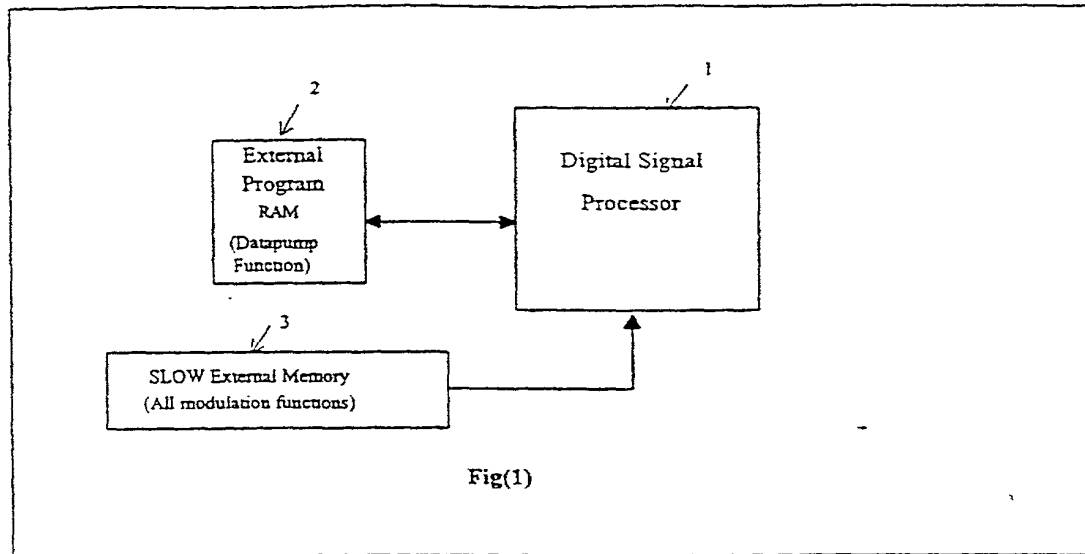 1
2
External
Program
RAM
(Datapump
Function)
Digital Signal
Processor
3
SLOW External Memory
(All modulation functions)
Fig(1)